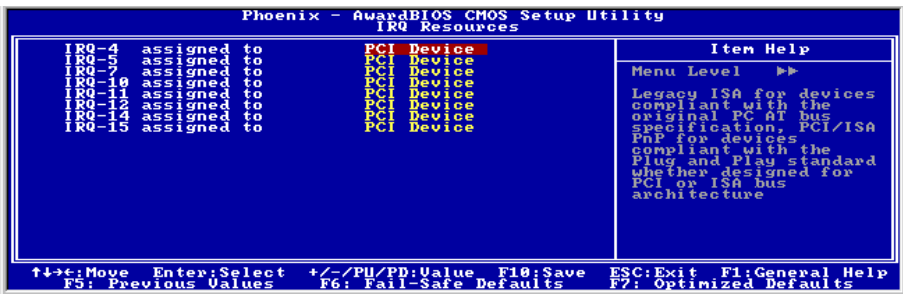 Phoenix - AwardBIOS CMOS Setup Utility
IRQ Resources
IRQ-4 assigned to PCI Device
IRQ-5 assigned to PCI Device
IRQ-7 assigned to PCI Device
IRQ-10 assigned to PCI Device
IRQ-11 assigned to PCI Device
IRQ-12 assigned to PCI Device
IRQ-14 assigned to PCI Device
IRQ-15 assigned to PCI Device
Item Help
Menu Level ▶▶
Legacy ISA for devices
compliant with the
original PC AT bus
specification, PCI/ISA
PnP for devices
compliant with the
Plug and Play standard
whether designed for
PCI or ISA bus
architecture
↑↓→←:Move Enter:Select +/-/PU/PD:Value F10:Save ESC:Exit F1:General Help
F5: Previous Values F6: Fail-Safe Defaults F7: Optimized Defaults